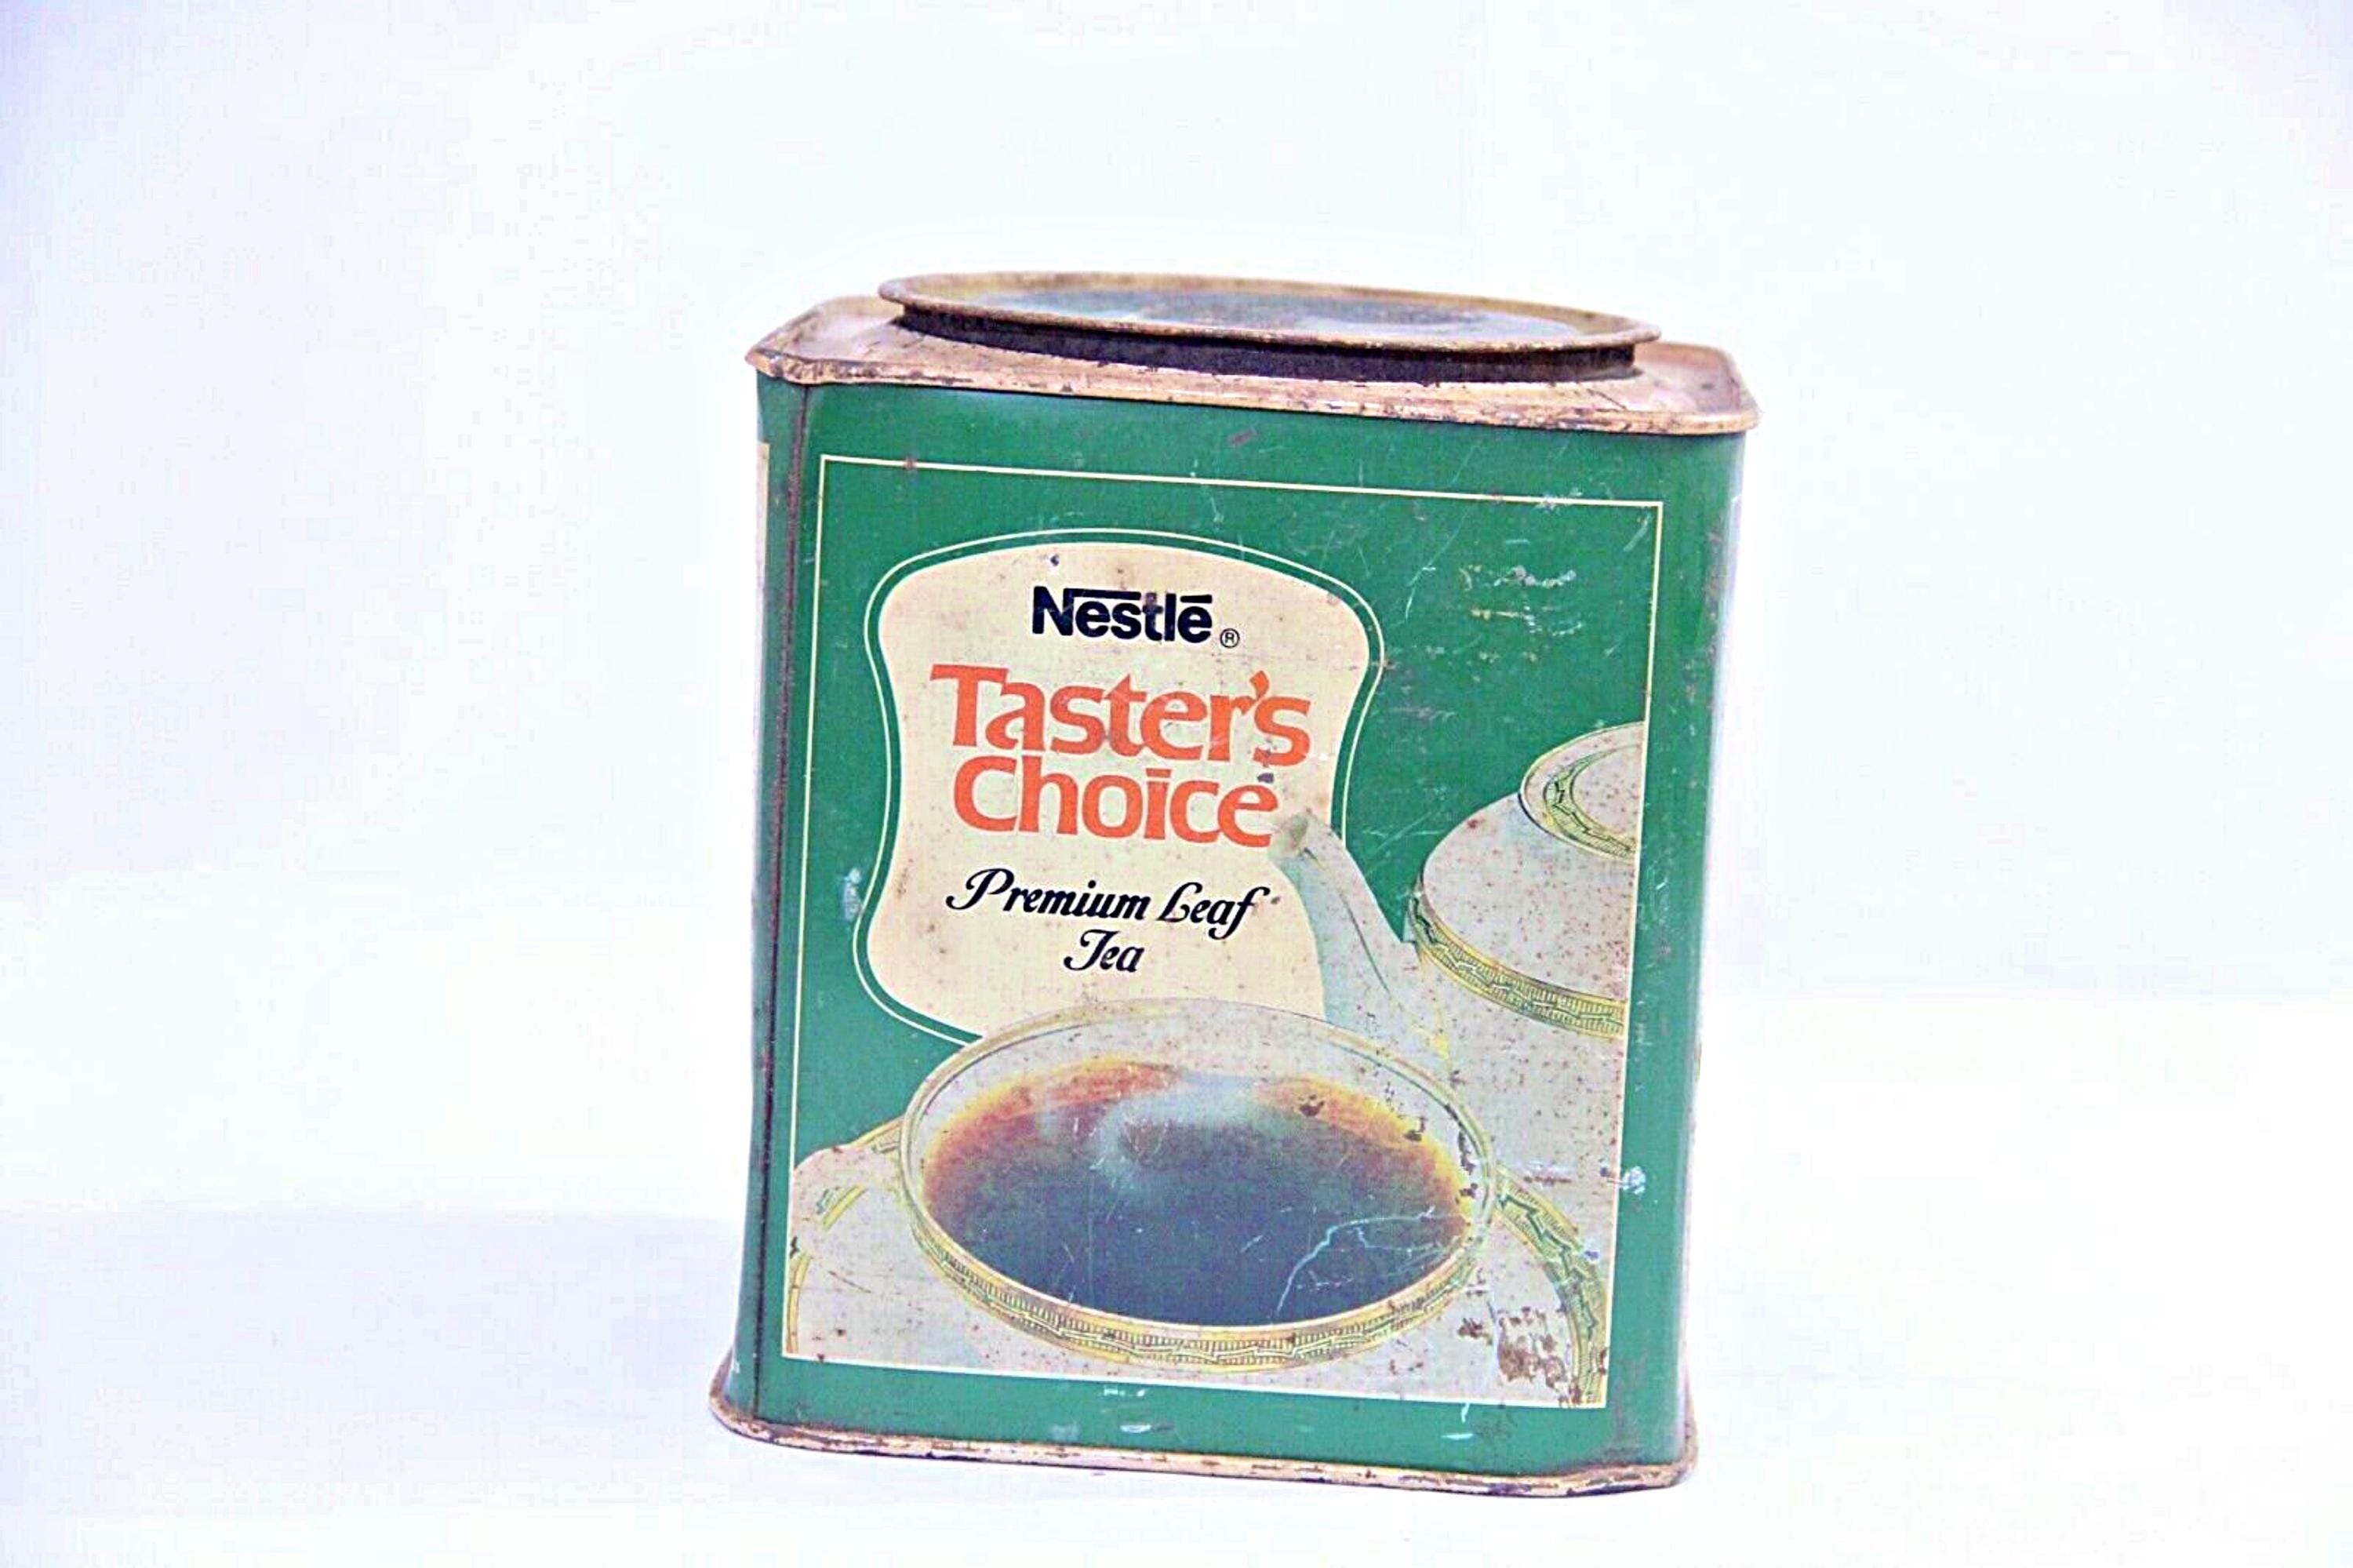 Nestlé ®
Taster's
Choice
Premium Leaf
Tea